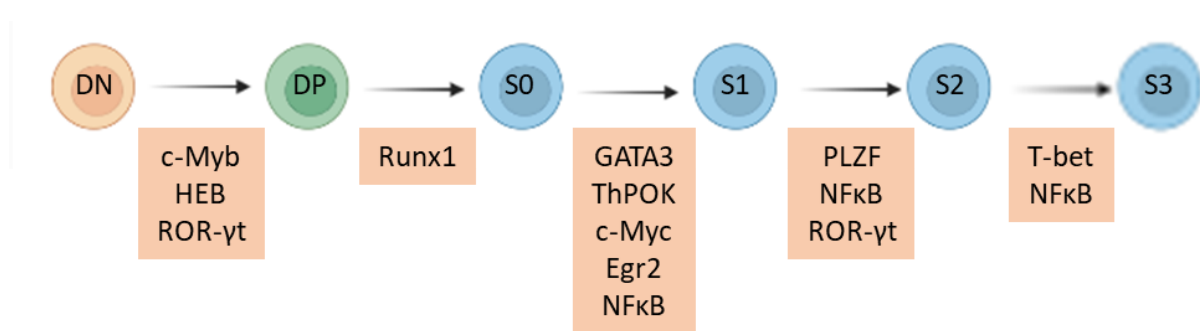 DN
DP
S0
S1
S2
S3
c-Myb
HEB
ROR-γt
Runx1
GATA3
ThPOK
c-Myc
Egr2
NFκB
PLZF
NFκB
ROR-γt
T-bet
NFκB